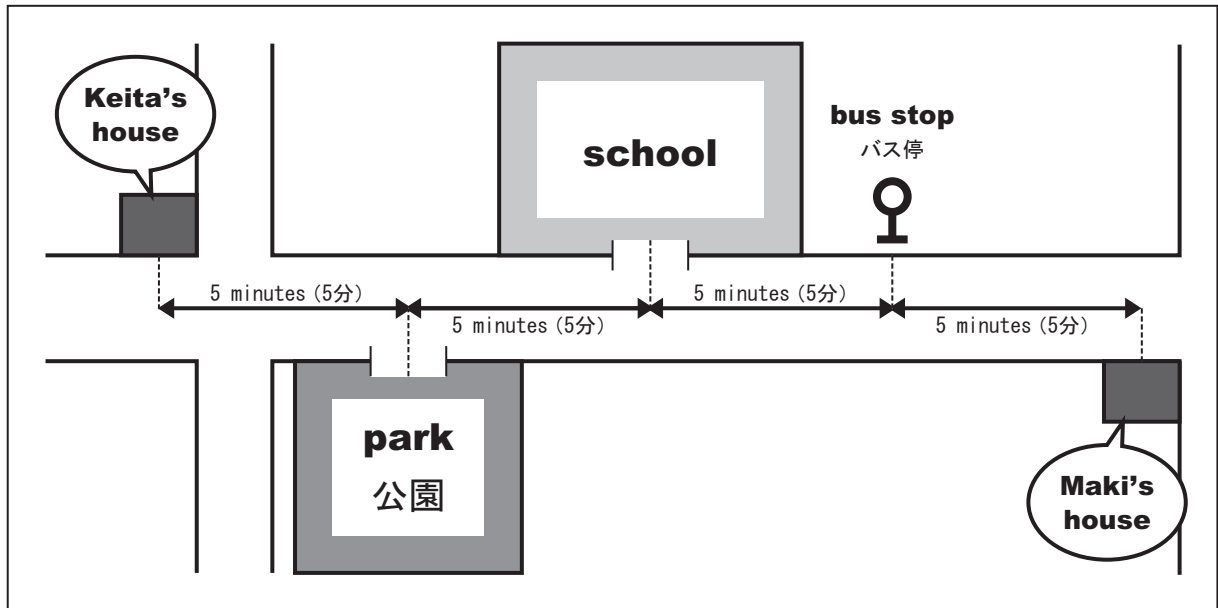 Keita's
house
school
bus stop
バス停
5 minutes (5分)
5 minutes (5分)
5 minutes (5分)
5 minutes (5分)
park
公園
Maki's
house